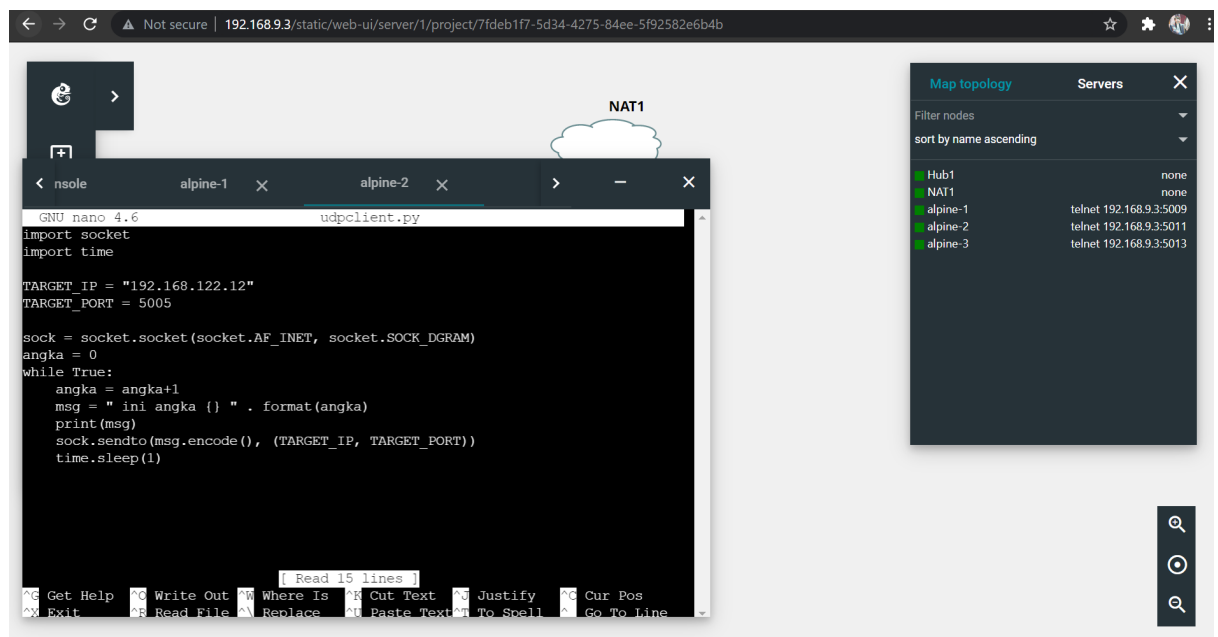 Not secure | 192.168.9.3/static/web-ui/server/1/project/7fdeb1f7-5d34-4275-84ee-5f92582e6b4b
NAT1
Map topology Servers
Filter nodes
sort by name ascending
Hub1 none
NAT1 none
alpine-1 telnet 192.168.9.3:5009
alpine-2 telnet 192.168.9.3:5011
alpine-3 telnet 192.168.9.3:5013
nsole alpine-1 alpine-2
GNU nano 4.6 udpclient.py
import socket
import time
TARGET_IP = "192.168.122.12"
TARGET_PORT = 5005
sock = socket.socket(socket.AF_INET, socket.SOCK_DGRAM)
angka = 0
while True:
    angka = angka+1
    msg = " ini angka {} " . format(angka)
    print(msg)
    sock.sendto(msg.encode(), (TARGET_IP, TARGET_PORT))
    time.sleep(1)
[ Read 15 lines ]
^G Get Help ^O Write Out ^W Where Is ^K Cut Text ^J Justify ^C Cur Pos
^X Exit ^R Read File ^\ Replace ^U Paste Text ^T To Spell ^_ Go To Line